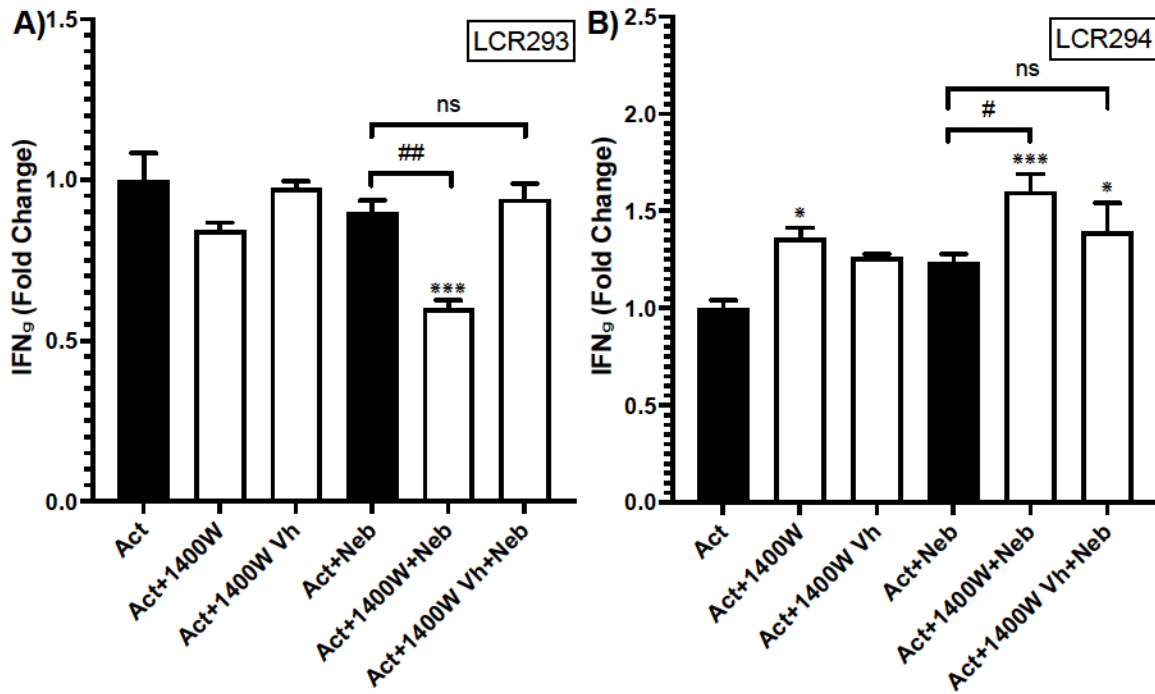 A)
LCR293
IFNg (Fold Change)
1.5
1.0
0.5
0.0
ns
##
***
Act
Act+1400W
Act+1400W Vh
Act+Neb
Act+1400W+Neb
Act+1400W Vh+Neb
B)
LCR294
IFNg (Fold Change)
2.5
2.0
1.5
1.0
0.5
0.0
ns
#
*
***
*
Act
Act+1400W
Act+1400W Vh
Act+Neb
Act+1400W+Neb
Act+1400W Vh+Neb